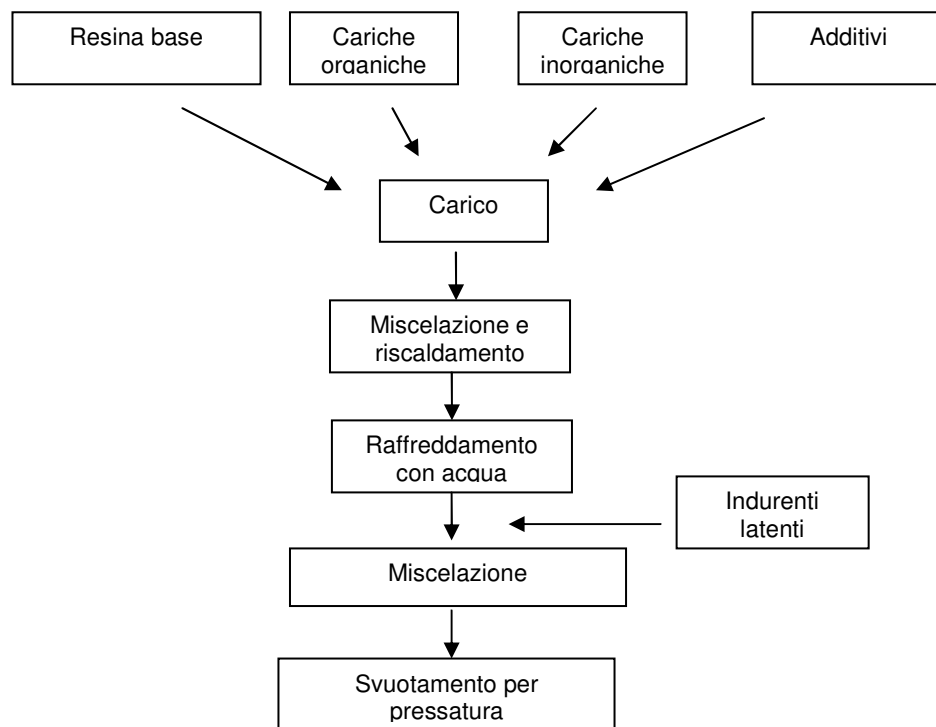 Resina base
Cariche
organiche
Cariche
inorganiche
Additivi
Carico
Miscelazione e
riscaldamento
Raffreddamento
con acqua
Indurenti
latenti
Miscelazione
Svuotamento per
pressatura